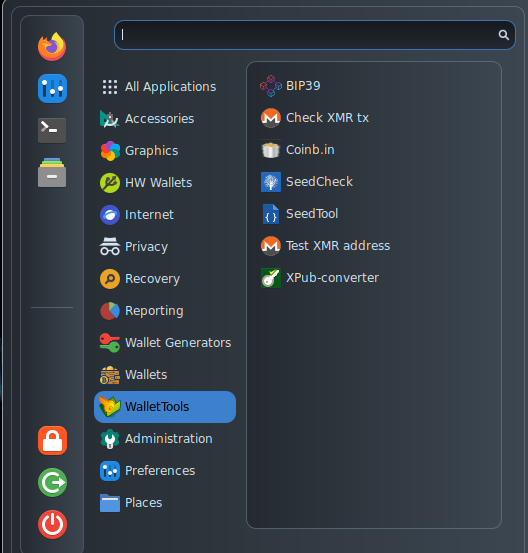 All Applications
Accessories
Graphics
HW Wallets
Internet
Privacy
Recovery
Reporting
Wallet Generators
Wallets
WalletTools
Administration
Preferences
Places
BIP39
Check XMR tx
Coinb.in
SeedCheck
SeedTool
Test XMR address
XPub-converter